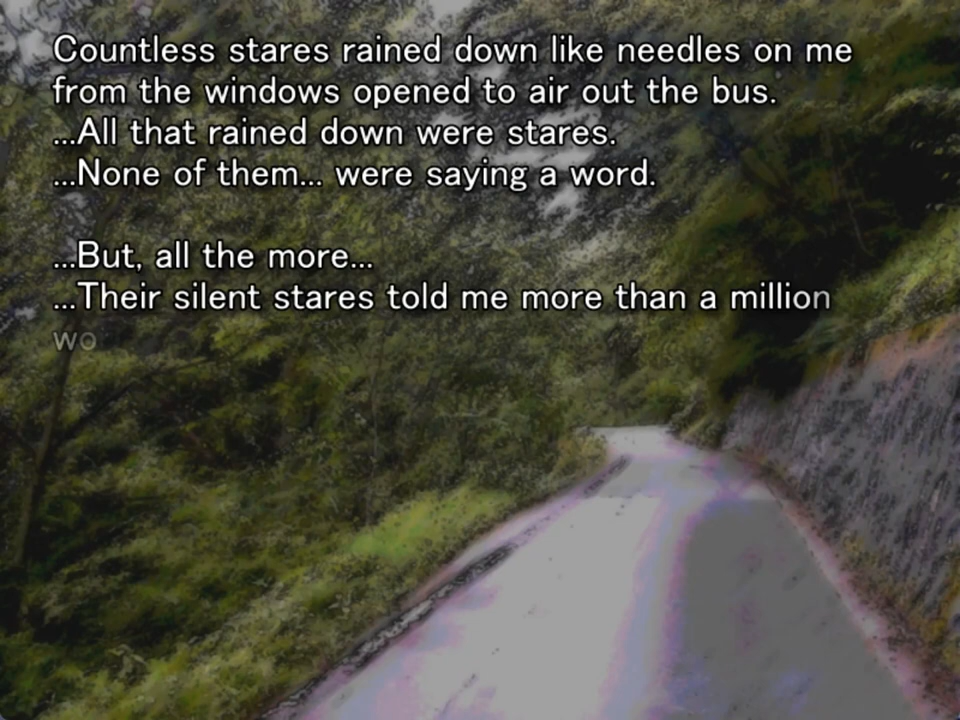 Countless stares rained down like needles on me
from the windows opened to air out the bus.
...All that rained down were stares.
...None of them... were saying a word.
...But, all the more...
...Their silent stares told me more than a million
wo